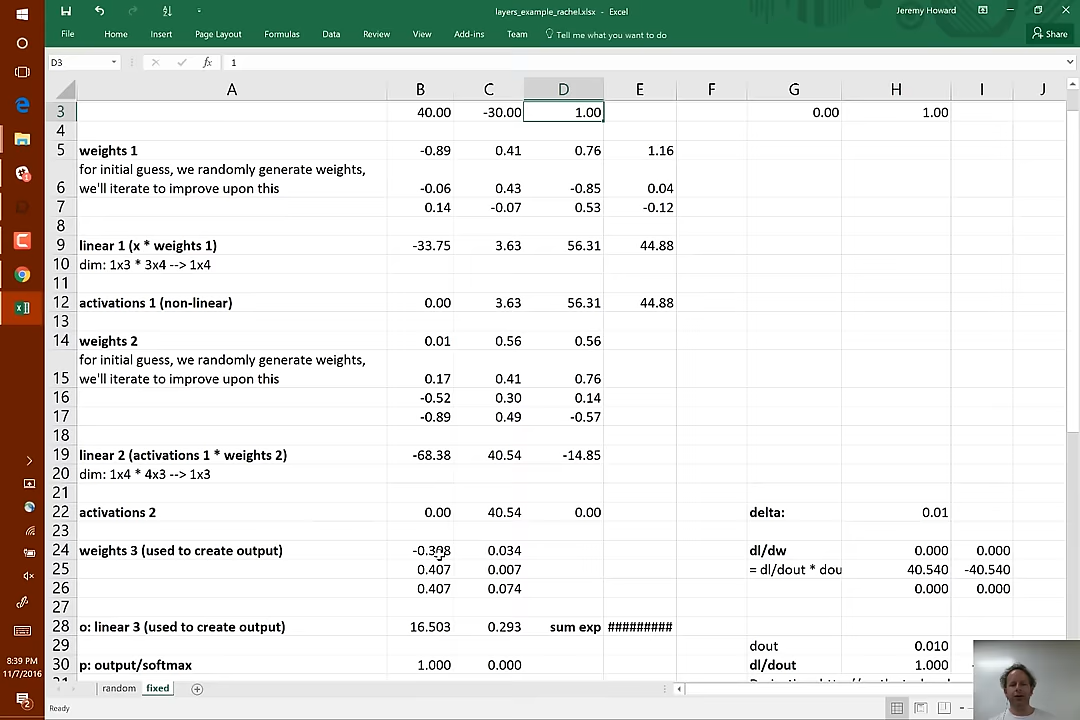 layers_example_rachel.xlsx - Excel
Jeremy Howard
File Home Insert Page Layout Formulas Data Review View Add-ins Team Tell me what you want to do Share
D3 fx 1
A B C D E F G H I J
3 40.00 -30.00 1.00 0.00 1.00
4
5 weights 1 -0.89 0.41 0.76 1.16
for initial guess, we randomly generate weights,
6 we'll iterate to improve upon this -0.06 0.43 -0.85 0.04
7 0.14 -0.07 0.53 -0.12
8
9 linear 1 (x * weights 1) -33.75 3.63 56.31 44.88
10 dim: 1x3 * 3x4 --> 1x4
11
12 activations 1 (non-linear) 0.00 3.63 56.31 44.88
13
14 weights 2 0.01 0.56 0.56
for initial guess, we randomly generate weights,
15 we'll iterate to improve upon this 0.17 0.41 0.76
16 -0.52 0.30 0.14
17 -0.89 0.49 -0.57
18
19 linear 2 (activations 1 * weights 2) -68.38 40.54 -14.85
20 dim: 1x4 * 4x3 --> 1x3
21
22 activations 2 0.00 40.54 0.00 delta: 0.01
23
24 weights 3 (used to create output) 0.034 dl/dw 0.000 0.000
25 0.407 0.007 = dl/dout * dou 40.540 -40.540
26 0.407 0.074 0.000 0.000
27
28 o: linear 3 (used to create output) 16.503 0.293 sum exp #########
29 dout 0.010
30 p: output/softmax 1.000 0.000 dl/dout 1.000
random fixed
Ready
8:39 PM
11/7/2016